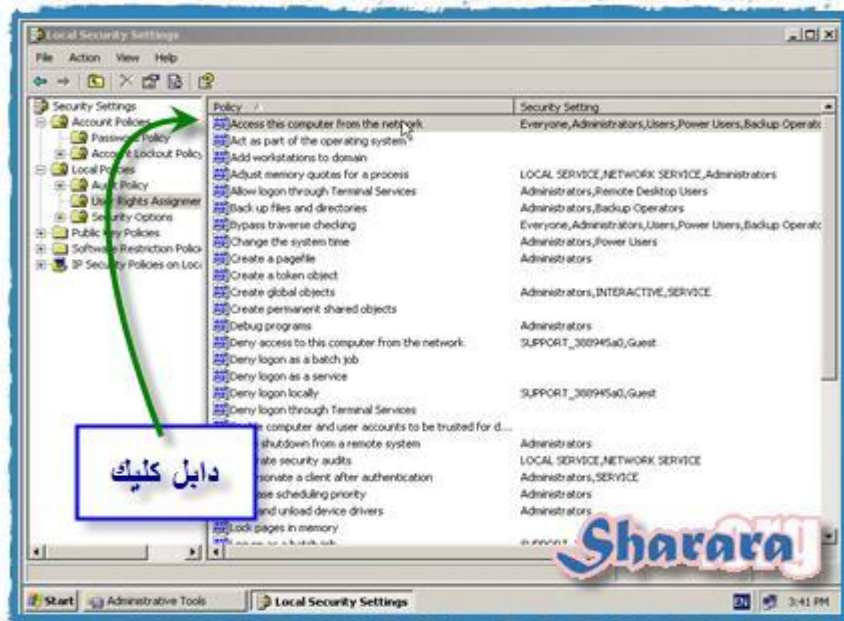 Local Security Settings
File Action View Help
Security Settings
Account Policies
Password Policy
Account Lockout Policy
Local Policies
Audit Policy
User Rights Assignmer
Security Options
Public Key Policies
Software Restriction Polici
IP Security Policies on Loca
Policy / Security Setting
Access this computer from the network Everyone,Administrators,Users,Power Users,Backup Operato
Act as part of the operating system
Add workstations to domain
Adjust memory quotas for a process LOCAL SERVICE,NETWORK SERVICE,Administrators
Allow logon through Terminal Services Administrators,Remote Desktop Users
Back up files and directories Administrators,Backup Operators
Bypass traverse checking Everyone,Administrators,Users,Power Users,Backup Operato
Change the system time Administrators,Power Users
Create a pagefile Administrators
Create a token object
Create global objects Administrators,INTERACTIVE,SERVICE
Create permanent shared objects
Debug programs Administrators
Deny access to this computer from the network SUPPORT_388945a0,Guest
Deny logon as a batch job
Deny logon as a service
Deny logon locally SUPPORT_388945a0,Guest
Deny logon through Terminal Services
computer and user accounts to be trusted for d...
shutdown from a remote system Administrators
ate security audits LOCAL SERVICE,NETWORK SERVICE
sonate a client after authentication Administrators,SERVICE
ase scheduling priority Administrators
and unload device drivers Administrators
Lock pages in memory
دابل كليك
Sharara
.org
Start Administrative Tools Local Security Settings EN 3:41 PM